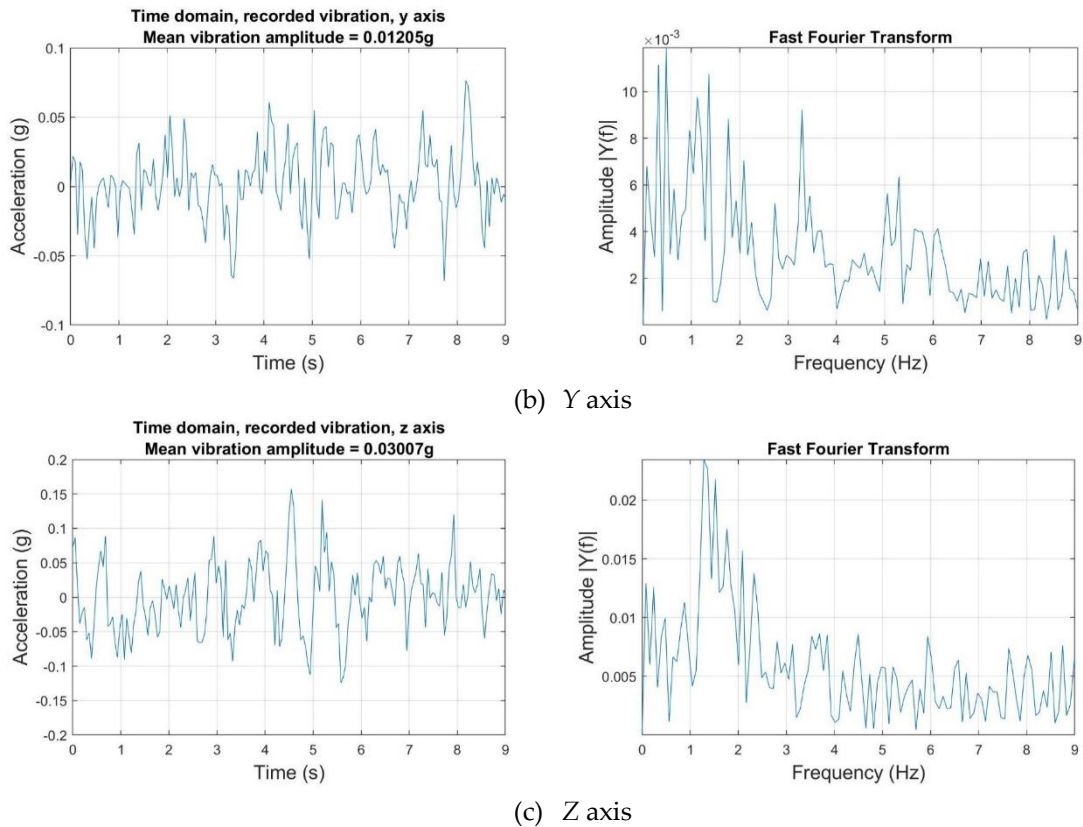 Time domain, recorded vibration, y axis
Mean vibration amplitude = 0.01205g
0.1
0.05
0
-0.05
-0.1
Acceleration (g)
0 1 2 3 4 5 6 7 8 9
Time (s)
Fast Fourier Transform
×10⁻³
10
8
6
4
2
Amplitude |Y(f)|
0 1 2 3 4 5 6 7 8 9
Frequency (Hz)
(b) Y axis
Time domain, recorded vibration, z axis
Mean vibration amplitude = 0.03007g
0.2
0.15
0.1
0.05
0
-0.05
-0.1
-0.15
-0.2
Acceleration (g)
0 1 2 3 4 5 6 7 8 9
Time (s)
Fast Fourier Transform
0.02
0.015
0.01
0.005
Amplitude |Y(f)|
0 1 2 3 4 5 6 7 8 9
Frequency (Hz)
(c) Z axis